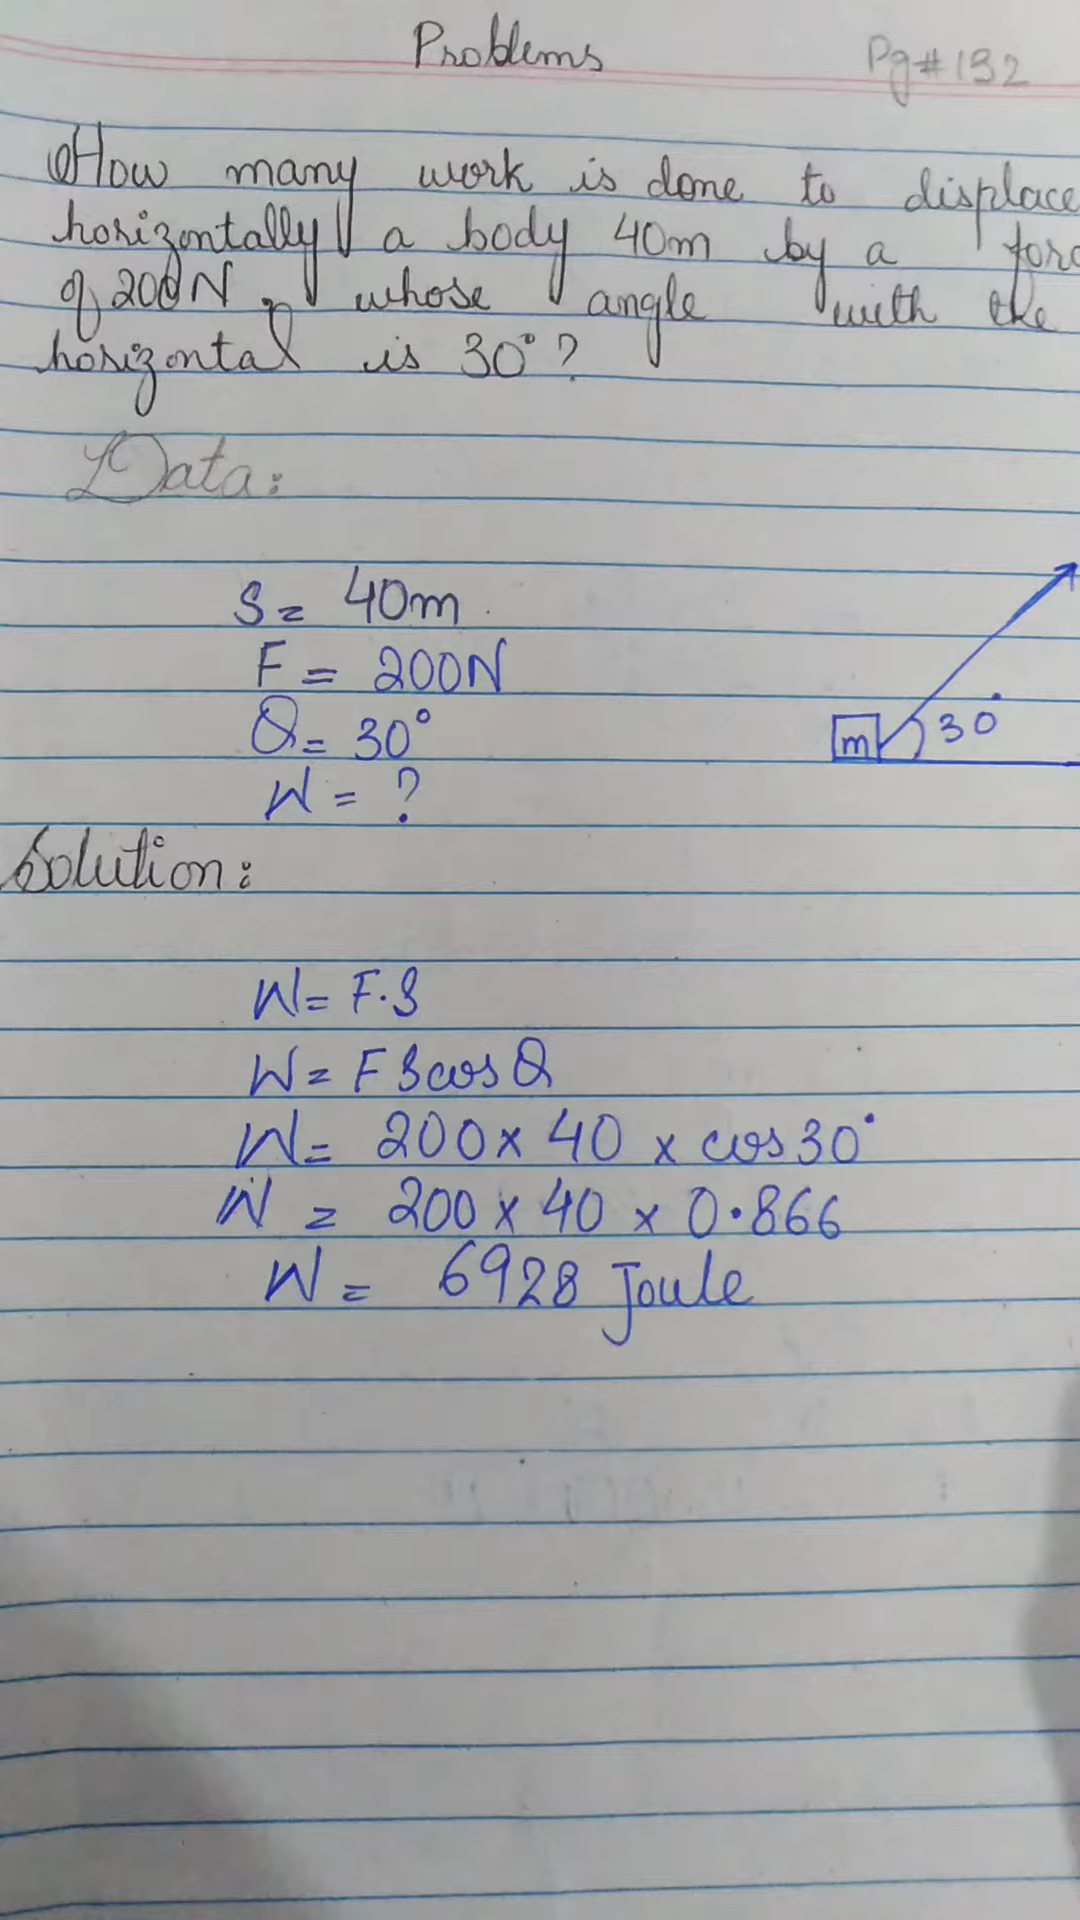 Problems
Pg#132
How many work is done to displace
horizontally a body 40m by a forc
of 200N, whose angle with the
horizontal is 30°?
Data:
S = 40m
F = 200N
Q = 30°
W = ?
m 30°
Solution:
W = F.S
W = F S cos Q
W = 200 x 40 x cos 30°
W = 200 x 40 x 0.866
W = 6928 Joule